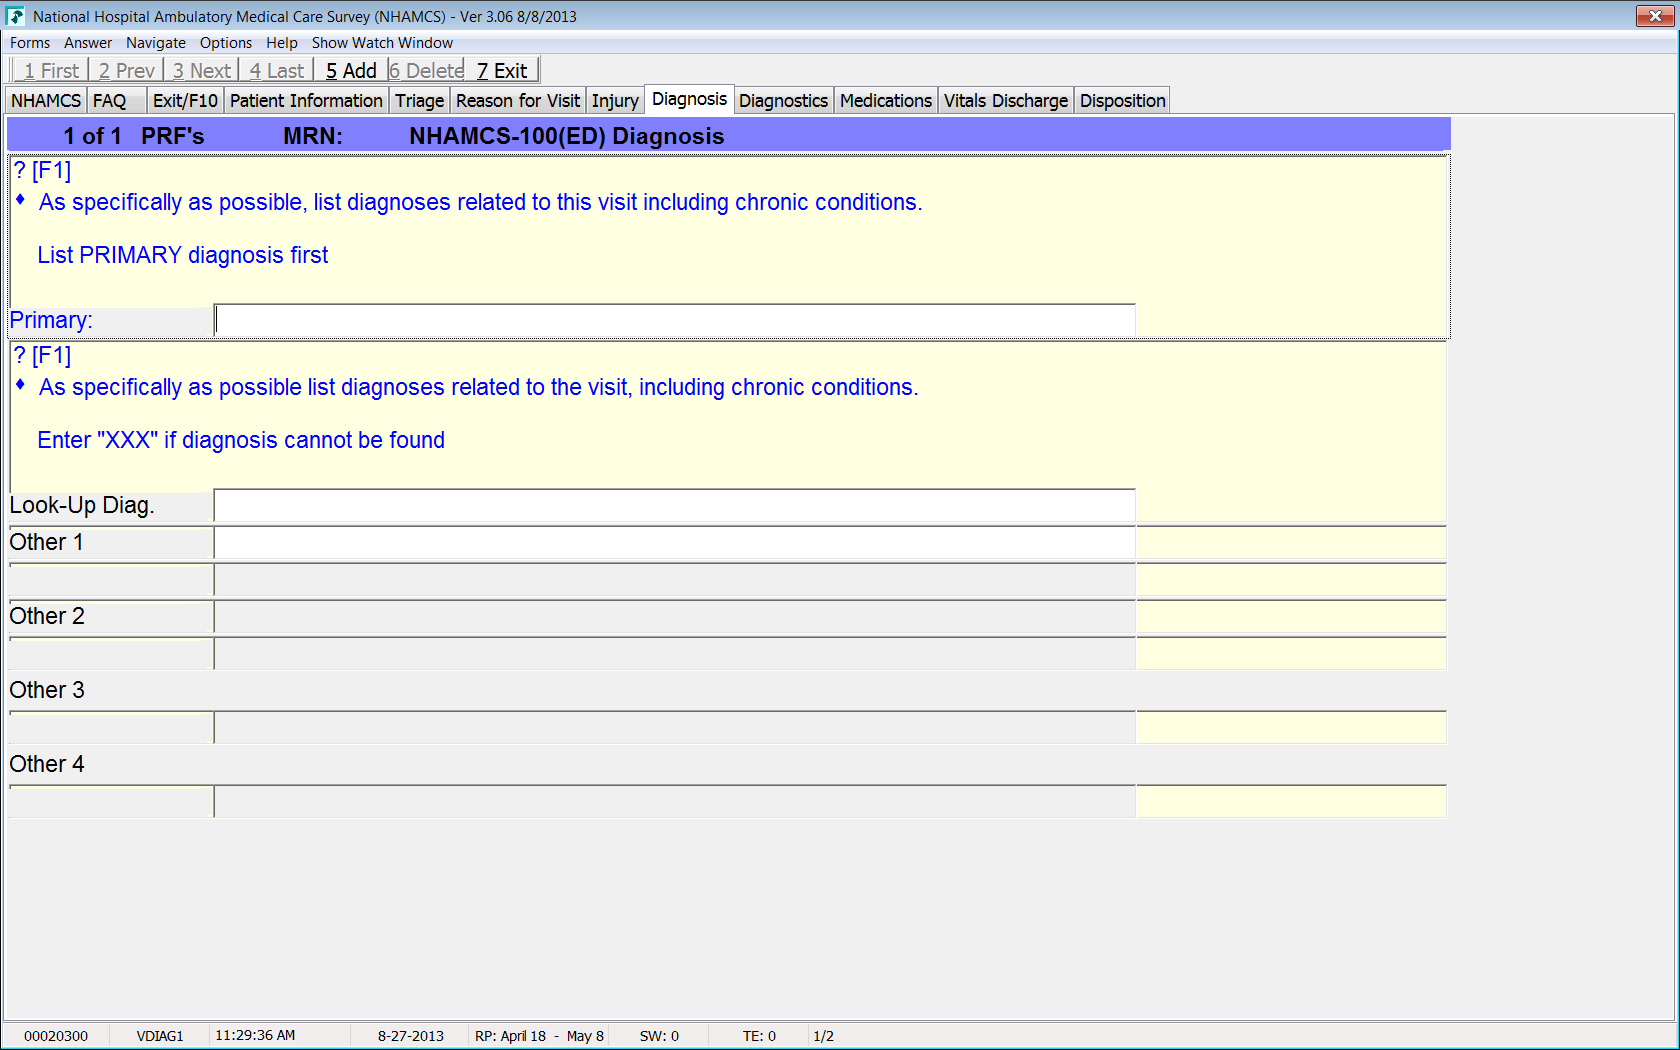 National Hospital Ambulatory Medical Care Survey (NHAMCS) - Ver 3.06 8/8/2013
Forms Answer Navigate Options Help Show Watch Window
1 First 2 Prev 3 Next 4 Last 5 Add 6 Delete 7 Exit
NHAMCS FAQ Exit/F10 Patient Information Triage Reason for Visit Injury Diagnosis Diagnostics Medications Vitals Discharge Disposition
1 of 1 PRF's MRN: NHAMCS-100(ED) Diagnosis
? [F1]
♦ As specifically as possible, list diagnoses related to this visit including chronic conditions.
List PRIMARY diagnosis first
Primary:
? [F1]
♦ As specifically as possible list diagnoses related to the visit, including chronic conditions.
Enter "XXX" if diagnosis cannot be found
Look-Up Diag.
Other 1
Other 2
Other 3
Other 4
00020300 VDIAG1 11:29:36 AM 8-27-2013 RP: April 18 - May 8 SW: 0 TE: 0 1/2